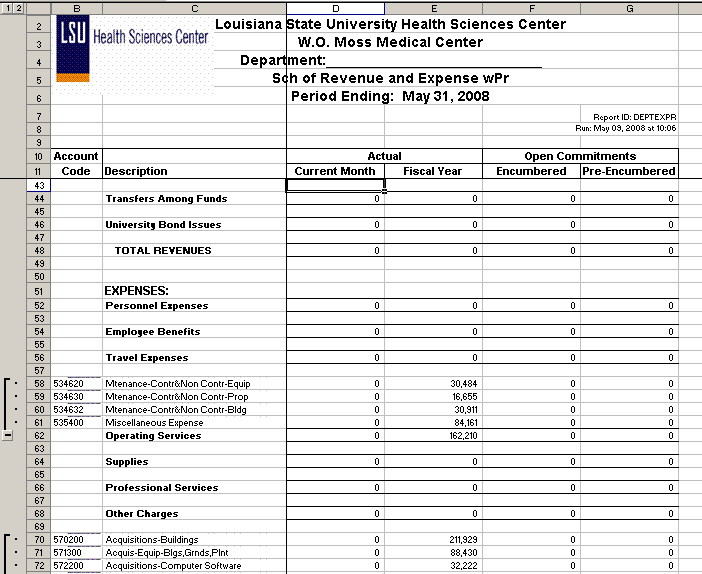 1 2 B C D E F G
2 LSU Health Sciences Center Louisiana State University Health Sciences Center
3 W.O. Moss Medical Center
4 Department:
5 Sch of Revenue and Expense wPr
6 Period Ending: May 31, 2008
7 Report ID: DEPTEXPR
8 Run: May 09, 2008 at 10:06
9
10 Account Actual Open Commitments
11 Code Description Current Month Fiscal Year Encumbered Pre-Encumbered
43
44 Transfers Among Funds 0 0 0 0
45
46 University Bond Issues 0 0 0 0
47
48 TOTAL REVENUES 0 0 0 0
49
50
51 EXPENSES:
52 Personnel Expenses 0 0 0 0
53
54 Employee Benefits 0 0 0 0
55
56 Travel Expenses 0 0 0 0
57
58 534620 Mtenance-Contr&Non Contr-Equip 0 30,484 0 0
59 534630 Mtenance-Contr&Non Contr-Prop 0 16,655 0 0
60 534632 Mtenance-Contr&Non Contr-Bldg 0 30,911 0 0
61 535400 Miscellaneous Expense 0 84,161 0 0
62 Operating Services 0 162,210 0 0
63
64 Supplies 0 0 0 0
65
66 Professional Services 0 0 0 0
67
68 Other Charges 0 0 0 0
69
70 570200 Acquisitions-Buildings 0 211,929 0 0
71 571300 Acquis-Equip-Blgs,Grnds,Plnt 0 88,430 0 0
72 572200 Acquisitions-Computer Software 0 32,222 0 0